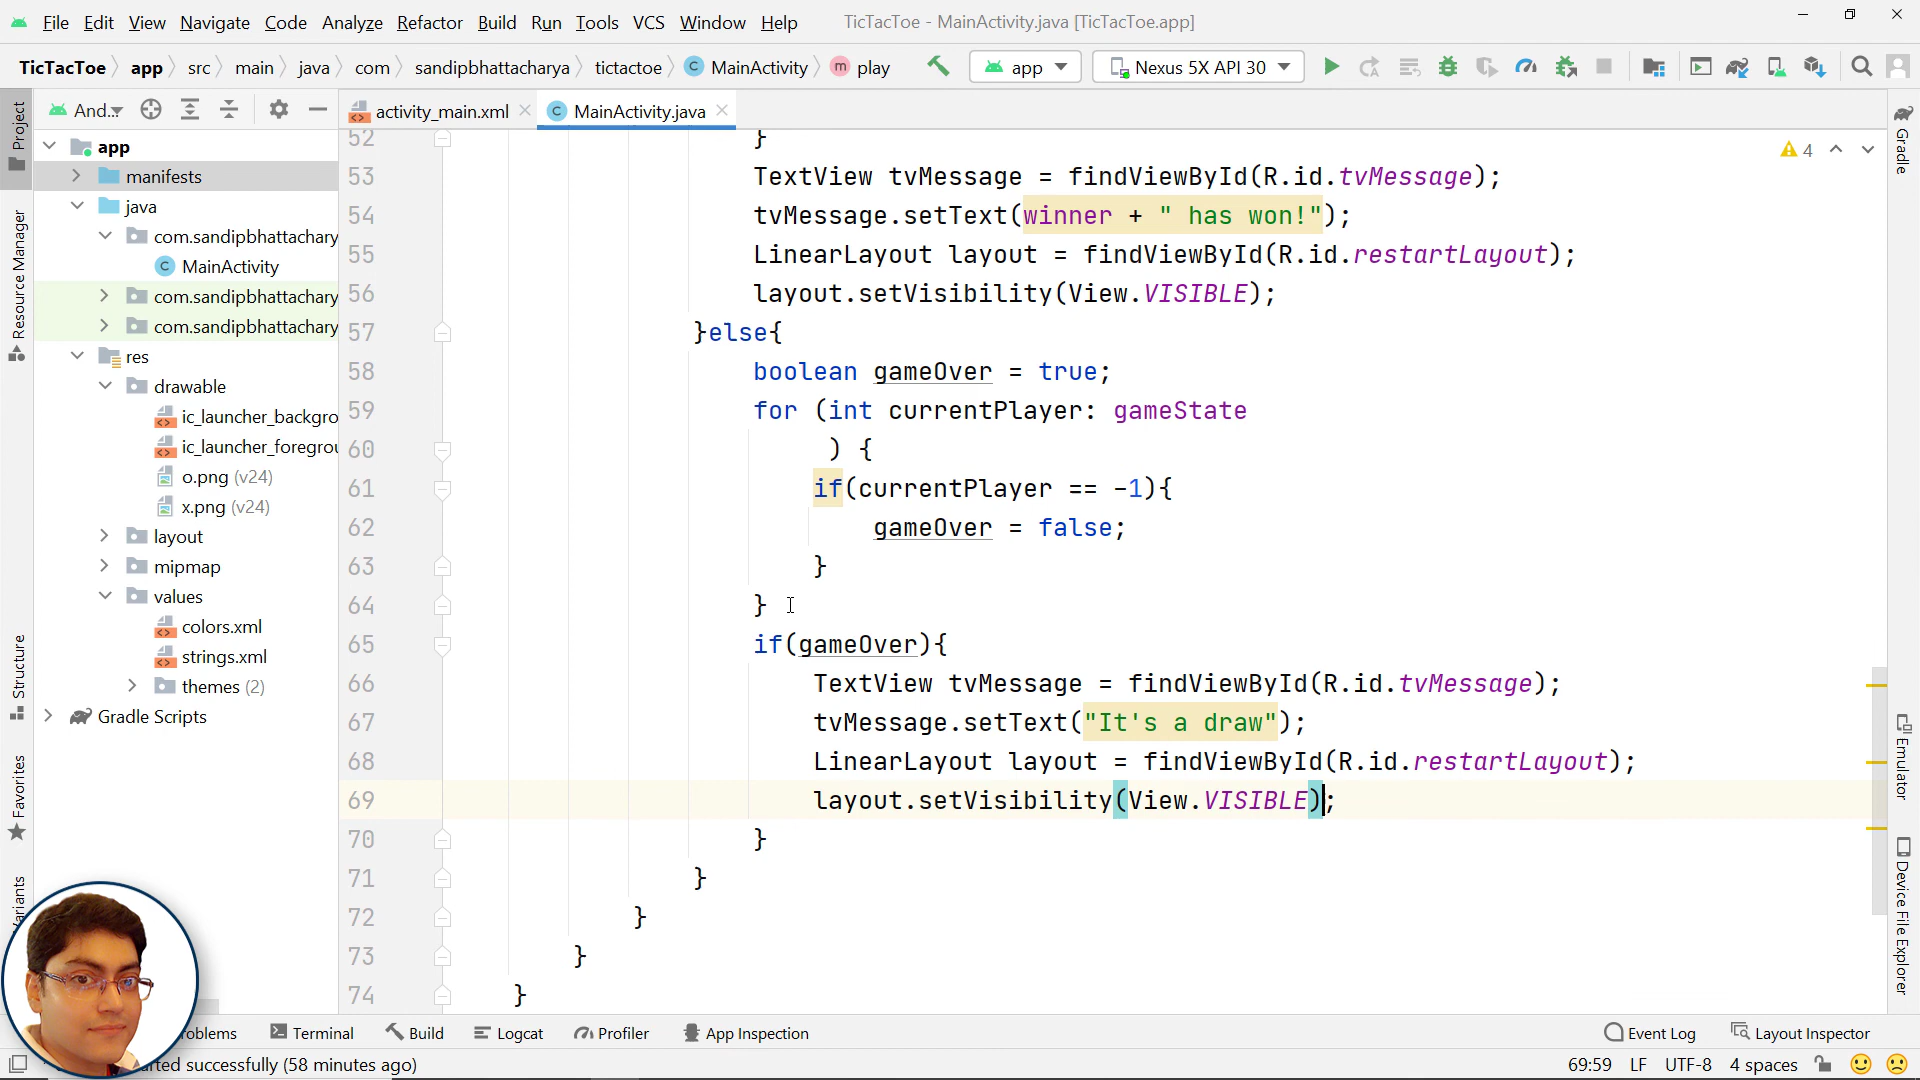 File Edit View Navigate Code Analyze Refactor Build Run Tools VCS Window Help TicTacToe - MainActivity.java [TicTacToe.app]
TicTacToe app src main java com sandipbhattacharya tictactoe MainActivity play app Nexus 5X API 30
And... activity_main.xml MainActivity.java
Project
Resource Manager
Structure
Favorites
app
manifests
java
com.sandipbhattachary
MainActivity
com.sandipbhattachary
com.sandipbhattachary
res
drawable
ic_launcher_backgro
ic_launcher_foregrou
o.png (v24)
x.png (v24)
layout
mipmap
values
colors.xml
strings.xml
themes (2)
Gradle Scripts
4
52 }
53 TextView tvMessage = findViewById(R.id.tvMessage);
54 tvMessage.setText(winner + " has won!");
55 LinearLayout layout = findViewById(R.id.restartLayout);
56 layout.setVisibility(View.VISIBLE);
57 }else{
58 boolean gameOver = true;
59 for (int currentPlayer: gameState
60 ) {
61 if(currentPlayer == -1){
62 gameOver = false;
63 }
64 }
65 if(gameOver){
66 TextView tvMessage = findViewById(R.id.tvMessage);
67 tvMessage.setText("It's a draw");
68 LinearLayout layout = findViewById(R.id.restartLayout);
69 layout.setVisibility(View.VISIBLE);
70 }
71 }
72 }
73 }
74 }
Gradle
Emulator
Device File Explorer
Terminal Build Logcat Profiler App Inspection Event Log Layout Inspector
successfully (58 minutes ago) 69:59 LF UTF-8 4 spaces